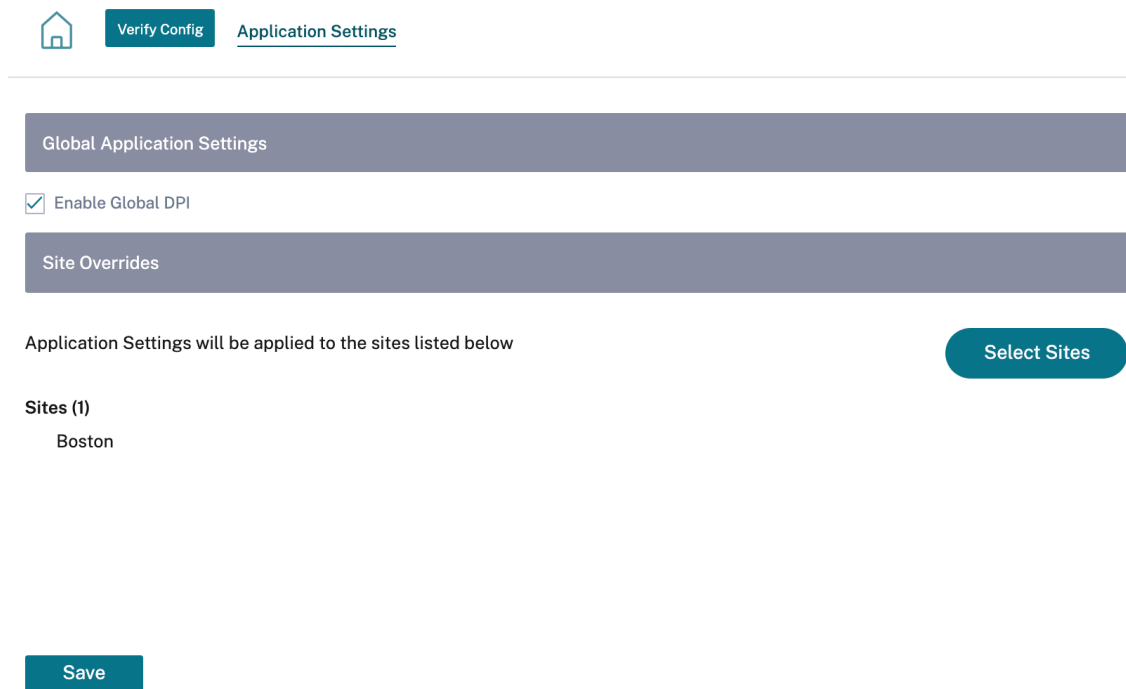 Verify Config
Application Settings
Global Application Settings
Enable Global DPI
Site Overrides
Application Settings will be applied to the sites listed below
Select Sites
Sites (1)
Boston
Save